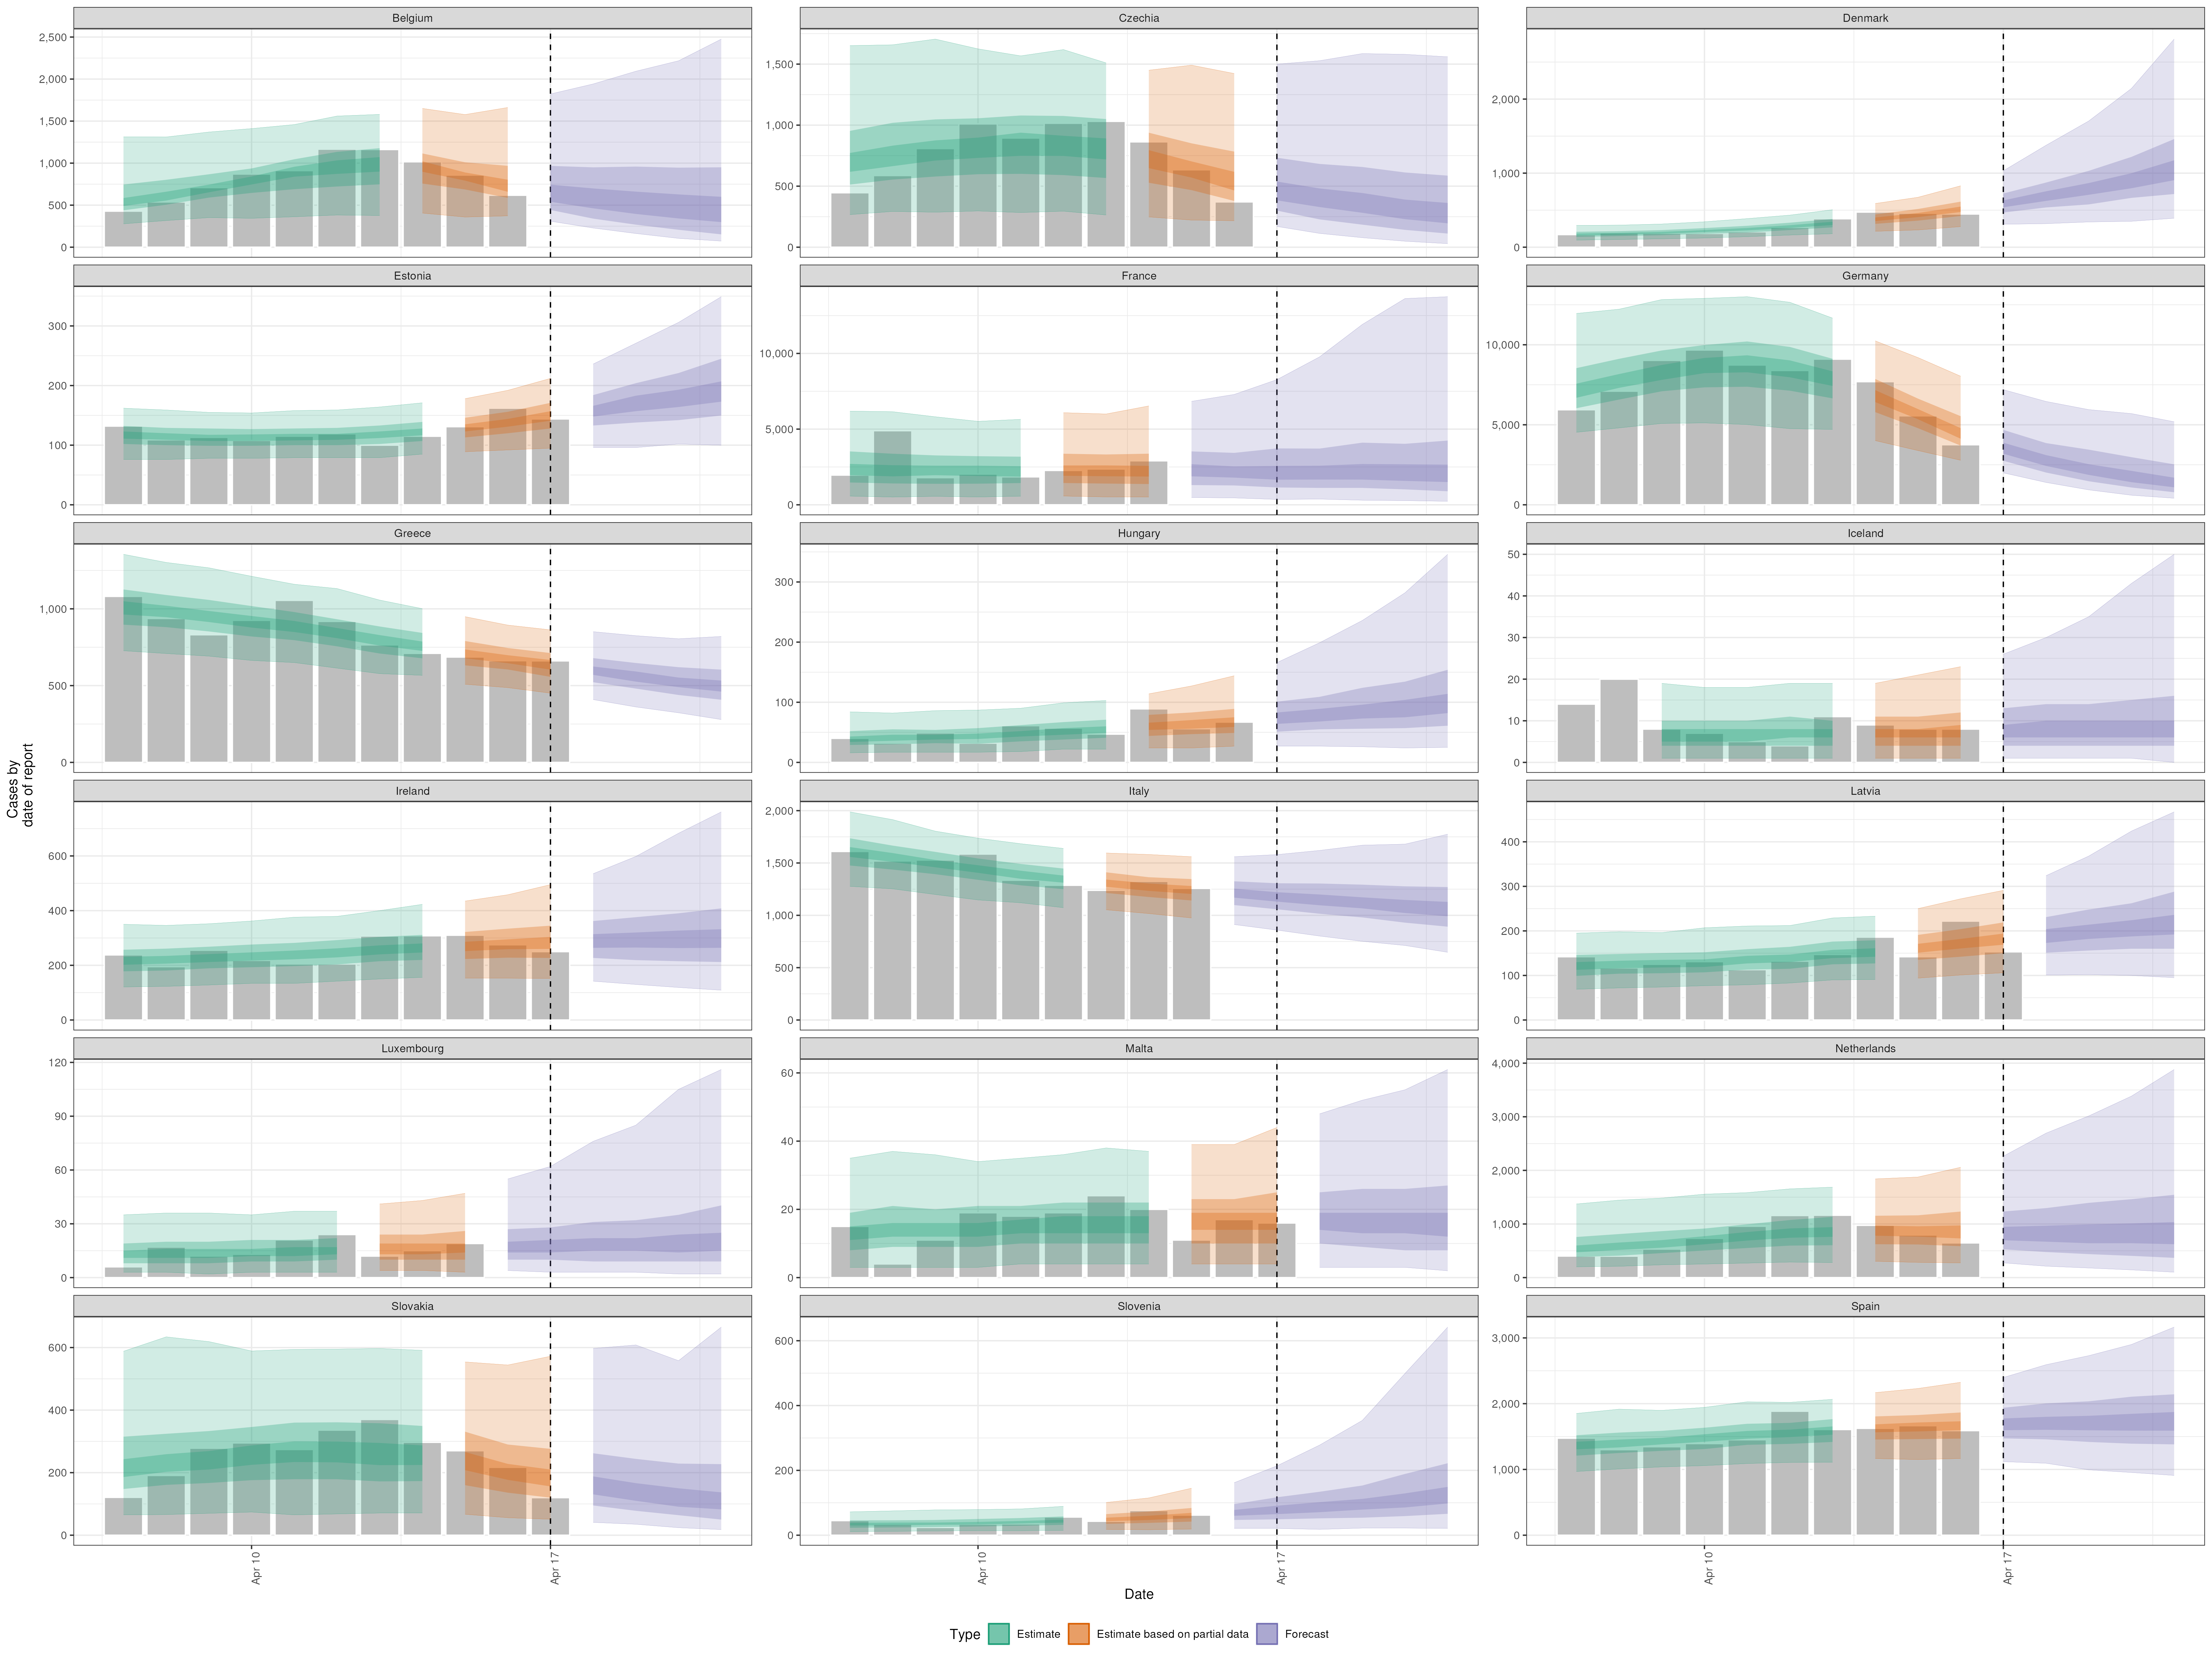 Belgium
Czechia
Denmark
2,500
2,000
1,500
1,000
500
0
1,500
1,000
500
0
2,000
1,000
0
Estonia
France
Germany
300
200
100
0
10,000
5,000
0
10,000
5,000
0
Greece
Hungary
Iceland
1,000
500
0
300
200
100
0
50
40
30
20
10
0
Cases by
date of report
Ireland
Italy
Latvia
600
400
200
0
2,000
1,500
1,000
500
0
400
300
200
100
0
Luxembourg
Malta
Netherlands
120
90
60
30
0
60
40
20
0
4,000
3,000
2,000
1,000
0
Slovakia
Slovenia
Spain
600
400
200
0
600
400
200
0
3,000
2,000
1,000
0
Apr 10
Apr 17
Apr 10
Apr 17
Apr 10
Apr 17
Date
Type Estimate Estimate based on partial data Forecast